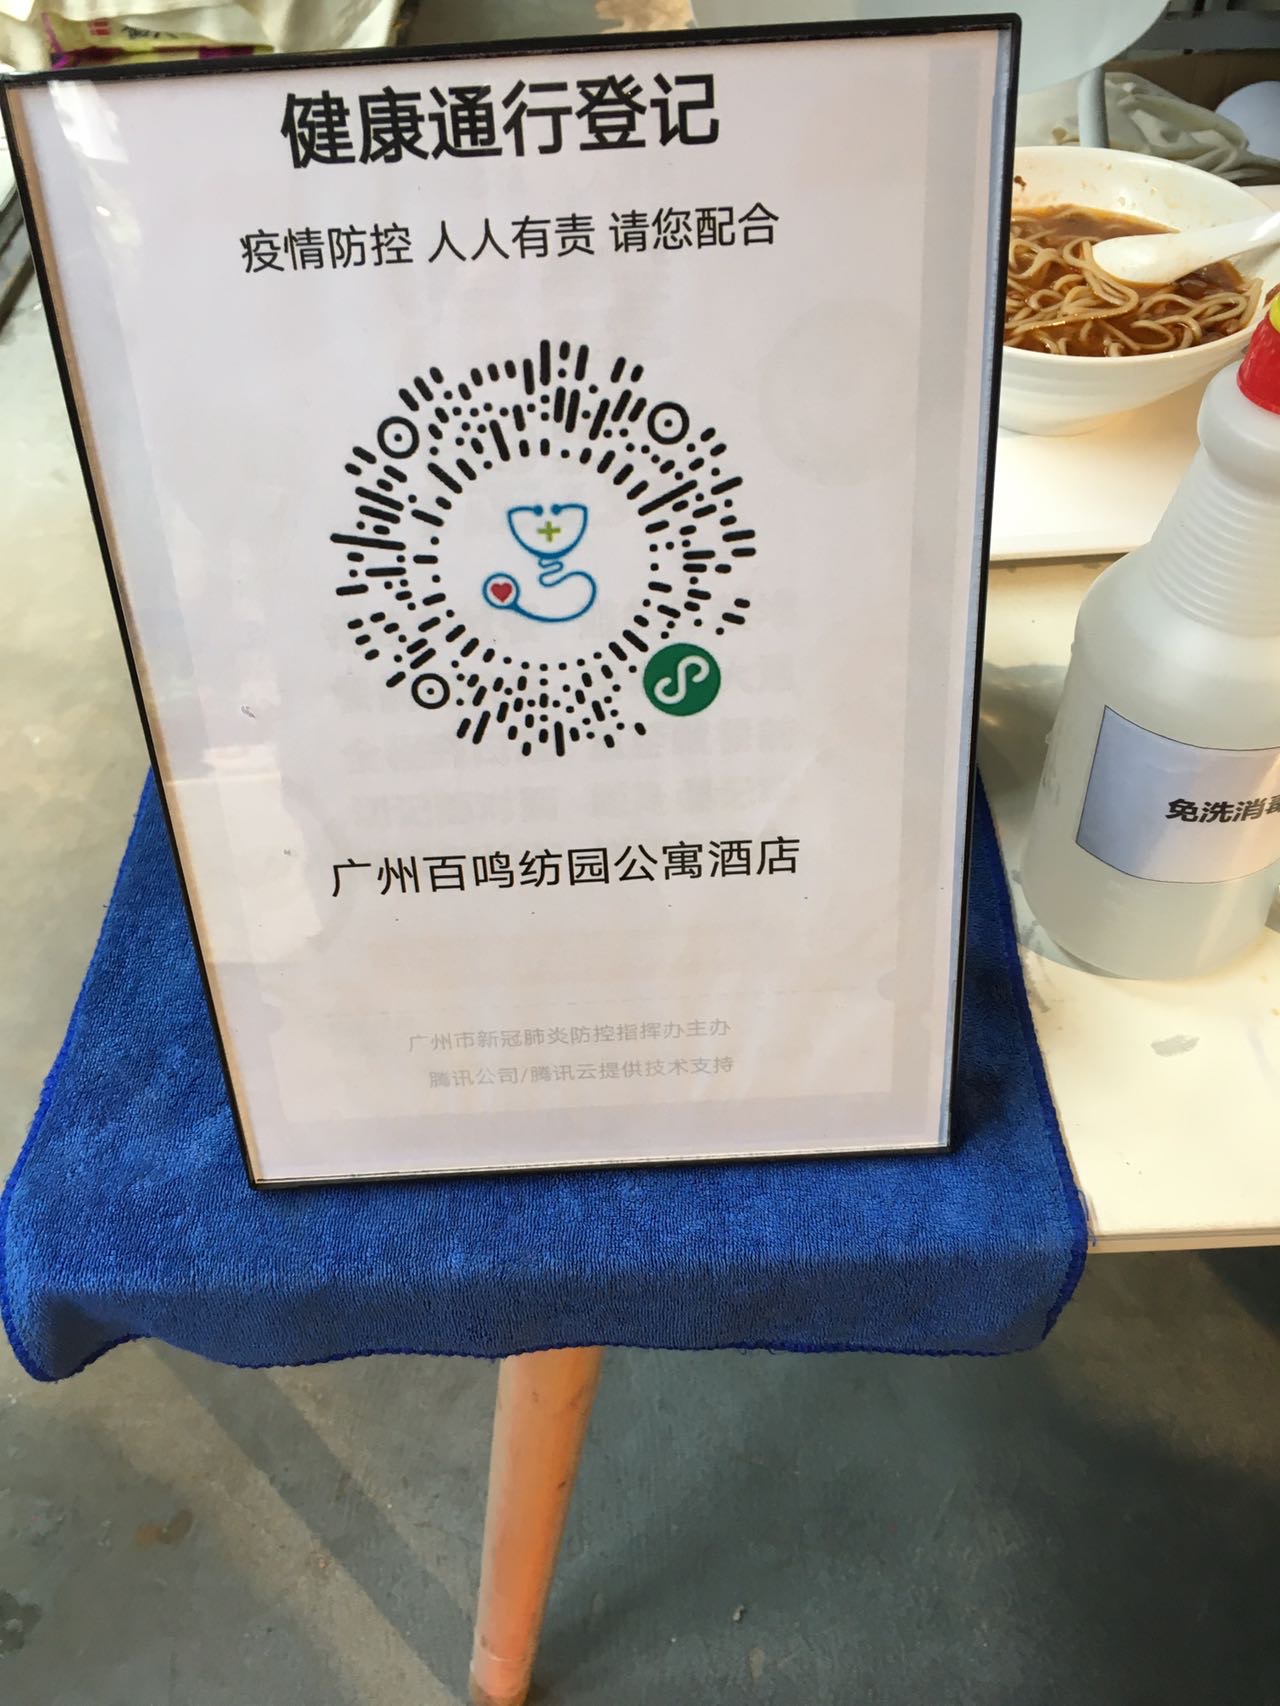 健康通行登记
疫情防控 人人有责 请您配合
广州百鸣纺园公寓酒店
广州市新冠肺炎防控指挥办主办
腾讯公司/腾讯云提供技术支持
免洗消毒